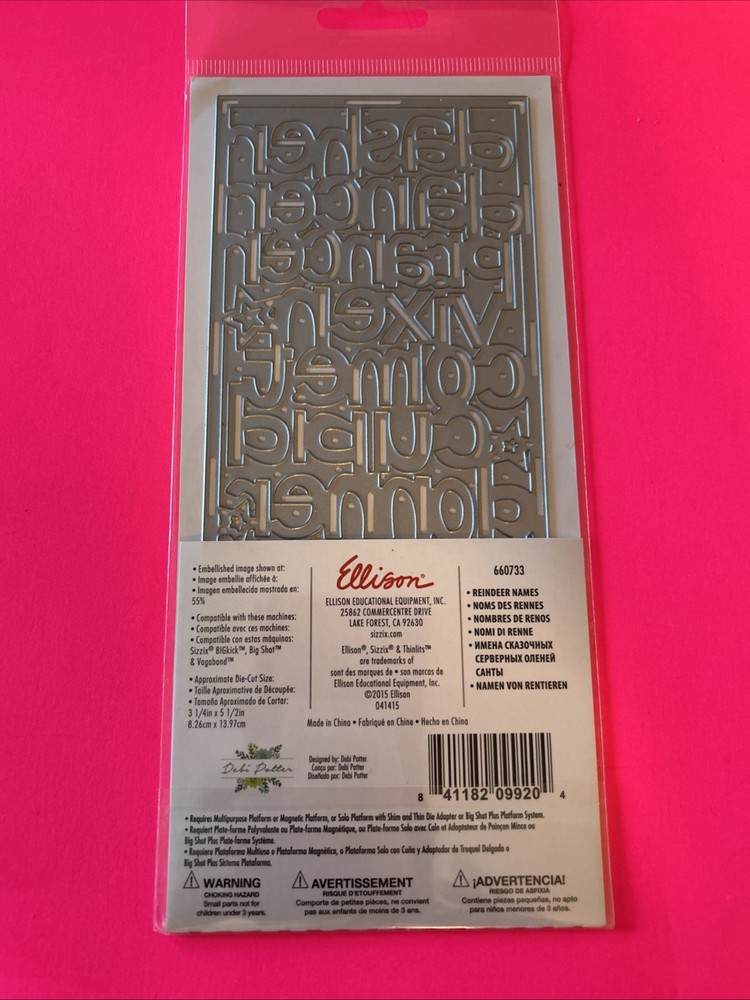 dasher
dancer
prancer
vixen
comet
cupid
donner
• Embellished image shown at:
• Image embellie affichée à:
• Imagen embellecida mostrada en:
55%
• Compatible with these machines:
• Compatible avec ces machines:
• Compatible con estas máquinas:
Sizzix® BIGkick™, Big Shot™
& Vagabond™
• Approximate Die-Cut Size:
• Taille Approximative de Découpée:
• Tamaño Aproximado de Cortar:
3 1/4in x 5 1/2in
8.26cm x 13.97cm
Ellison®
ELLISON EDUCATIONAL EQUIPMENT, INC.
25862 COMMERCENTRE DRIVE
LAKE FOREST, CA 92630
sizzix.com
Ellison®, Sizzix® & Thinlits™
are trademarks of
sont des marques de • son marcas de
Ellison Educational Equipment, Inc.
©2015 Ellison
041415
660733
• REINDEER NAMES
• NOMS DES RENNES
• NOMBRES DE RENOS
• NOMI DI RENNE
• ИМЕНА СКАЗОЧНЫХ
СЕРВЕРНЫХ ОЛЕНЕЙ
САНТЫ
• NAMEN VON RENTIEREN
Made in China • Fabriqué en Chine • Hecho en China
Debi Potter
Designed by: Debi Potter
Conçu par: Debi Potter
Diseñado por: Debi Potter
8 41182 09920 4
• Requires Multipurpose Platform or Magnetic Platform, or Solo Platform with Shim and Thin Die Adapter or Big Shot Plus Platform System.
• Requiert Plate-forme Polyvalente ou Plate-forme Magnétique, ou Plate-forme Solo avec Cale et Adaptateur de Poinçon Mince ou
Big Shot Plus Plate-forme Système.
• Requiere Plataforma Multiuso o Plataforma Magnética, o Plataforma Solo con Cuña y Adaptador de Troquel Delgado o
Big Shot Plus Sistema Plataforma.
WARNING
CHOKING HAZARD
Small parts not for
children under 3 years.
AVERTISSEMENT
RISQUE D'ETOUFFEMENT
Comporte de petites pièces, ne convient
pas aux enfants de moins de 3 ans.
¡ADVERTENCIA!
RIESGO DE ASFIXIA
Contiene piezas pequeñas, no apto
para niños menores de 3 años.